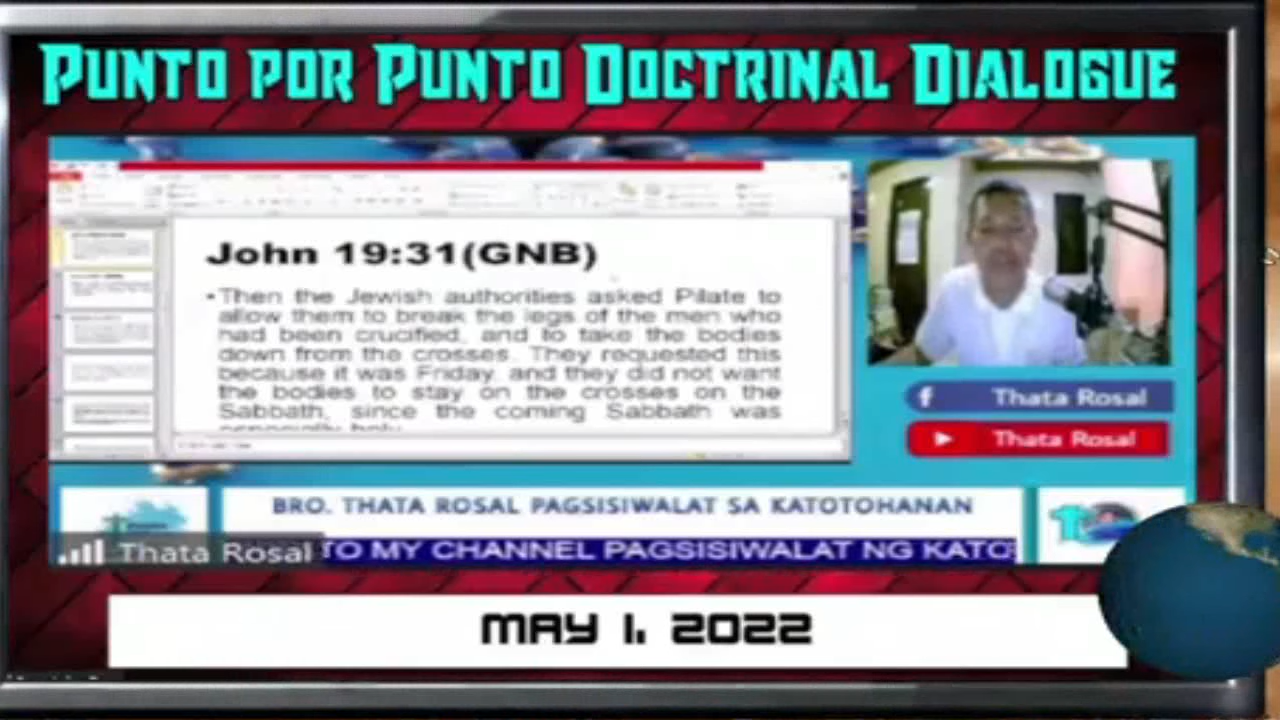 PUNTO POR PUNTO DOCTRINAL DIALOGUE
John 19:31(GNB)
•Then the Jewish authorities asked Pilate to
allow them to break the legs of the men who
had been crucified, and to take the bodies
down from the crosses. They requested this
because it was Friday, and they did not want
the bodies to stay on the crosses on the
Sabbath, since the coming Sabbath was
especially holy.
f Thata Rosal
Thata Rosal
BRO. THATA ROSAL PAGSISIWALAT SA KATOTOHANAN
Thata Rosal
TO MY CHANNEL PAGSISIWALAT NG KATO
MAY 1, 2022